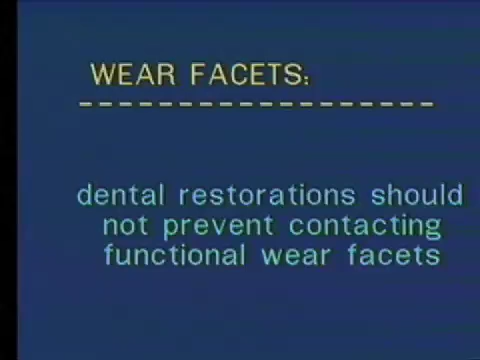 WEAR FACETS:
------------------
dental restorations should
not prevent contacting
functional wear facets